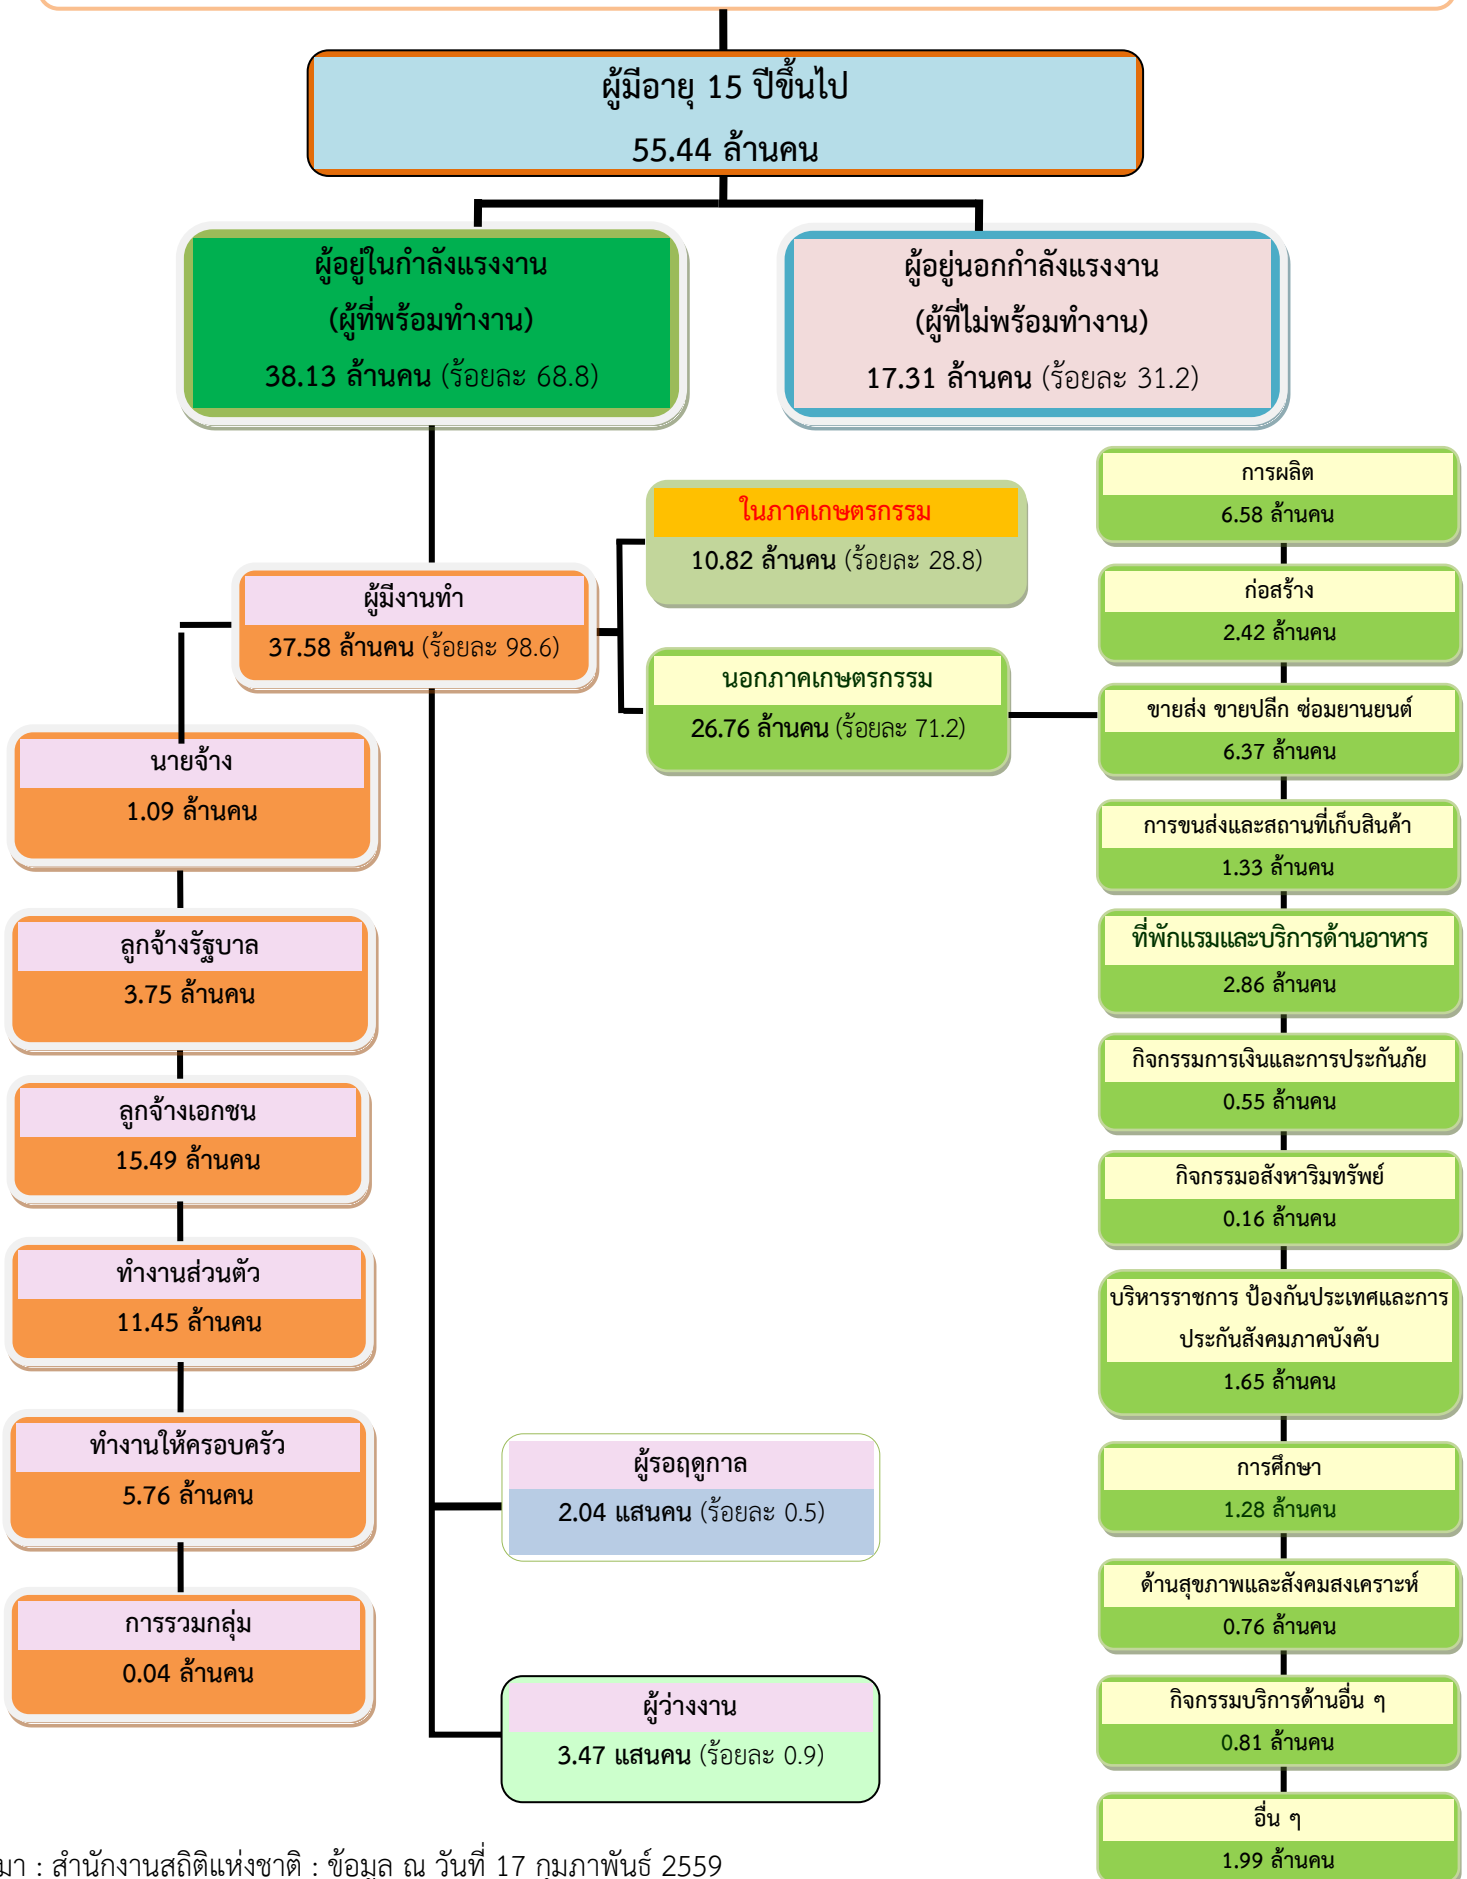 ผู้มีอายุ 15 ปีขึ้นไป
55.44 ล้านคน
ผู้อยู่ในกำลังแรงงาน
(ผู้ที่พร้อมทำงาน)
38.13 ล้านคน (ร้อยละ 68.8)
ผู้อยู่นอกกำลังแรงงาน
(ผู้ที่ไม่พร้อมทำงาน)
17.31 ล้านคน (ร้อยละ 31.2)
ผู้มีงานทำ
37.58 ล้านคน (ร้อยละ 98.6)
ในภาคเกษตรกรรม
10.82 ล้านคน (ร้อยละ 28.8)
นอกภาคเกษตรกรรม
26.76 ล้านคน (ร้อยละ 71.2)
นายจ้าง
1.09 ล้านคน
ลูกจ้างรัฐบาล
3.75 ล้านคน
ลูกจ้างเอกชน
15.49 ล้านคน
ทำงานส่วนตัว
11.45 ล้านคน
ทำงานให้ครอบครัว
5.76 ล้านคน
การรวมกลุ่ม
0.04 ล้านคน
ผู้รอฤดูกาล
2.04 แสนคน (ร้อยละ 0.5)
ผู้ว่างงาน
3.47 แสนคน (ร้อยละ 0.9)
การผลิต
6.58 ล้านคน
ก่อสร้าง
2.42 ล้านคน
ขายส่ง ขายปลีก ซ่อมยานยนต์
6.37 ล้านคน
การขนส่งและสถานที่เก็บสินค้า
1.33 ล้านคน
ที่พักแรมและบริการด้านอาหาร
2.86 ล้านคน
กิจกรรมการเงินและการประกันภัย
0.55 ล้านคน
กิจกรรมอสังหาริมทรัพย์
0.16 ล้านคน
บริหารราชการ ป้องกันประเทศและการ
ประกันสังคมภาคบังคับ
1.65 ล้านคน
การศึกษา
1.28 ล้านคน
ด้านสุขภาพและสังคมสงเคราะห์
0.76 ล้านคน
กิจกรรมบริการด้านอื่น ๆ
0.81 ล้านคน
อื่น ๆ
1.99 ล้านคน
มา : สำนักงานสถิติแห่งชาติ : ข้อมูล ณ วันที่ 17 กุมภาพันธ์ 2559